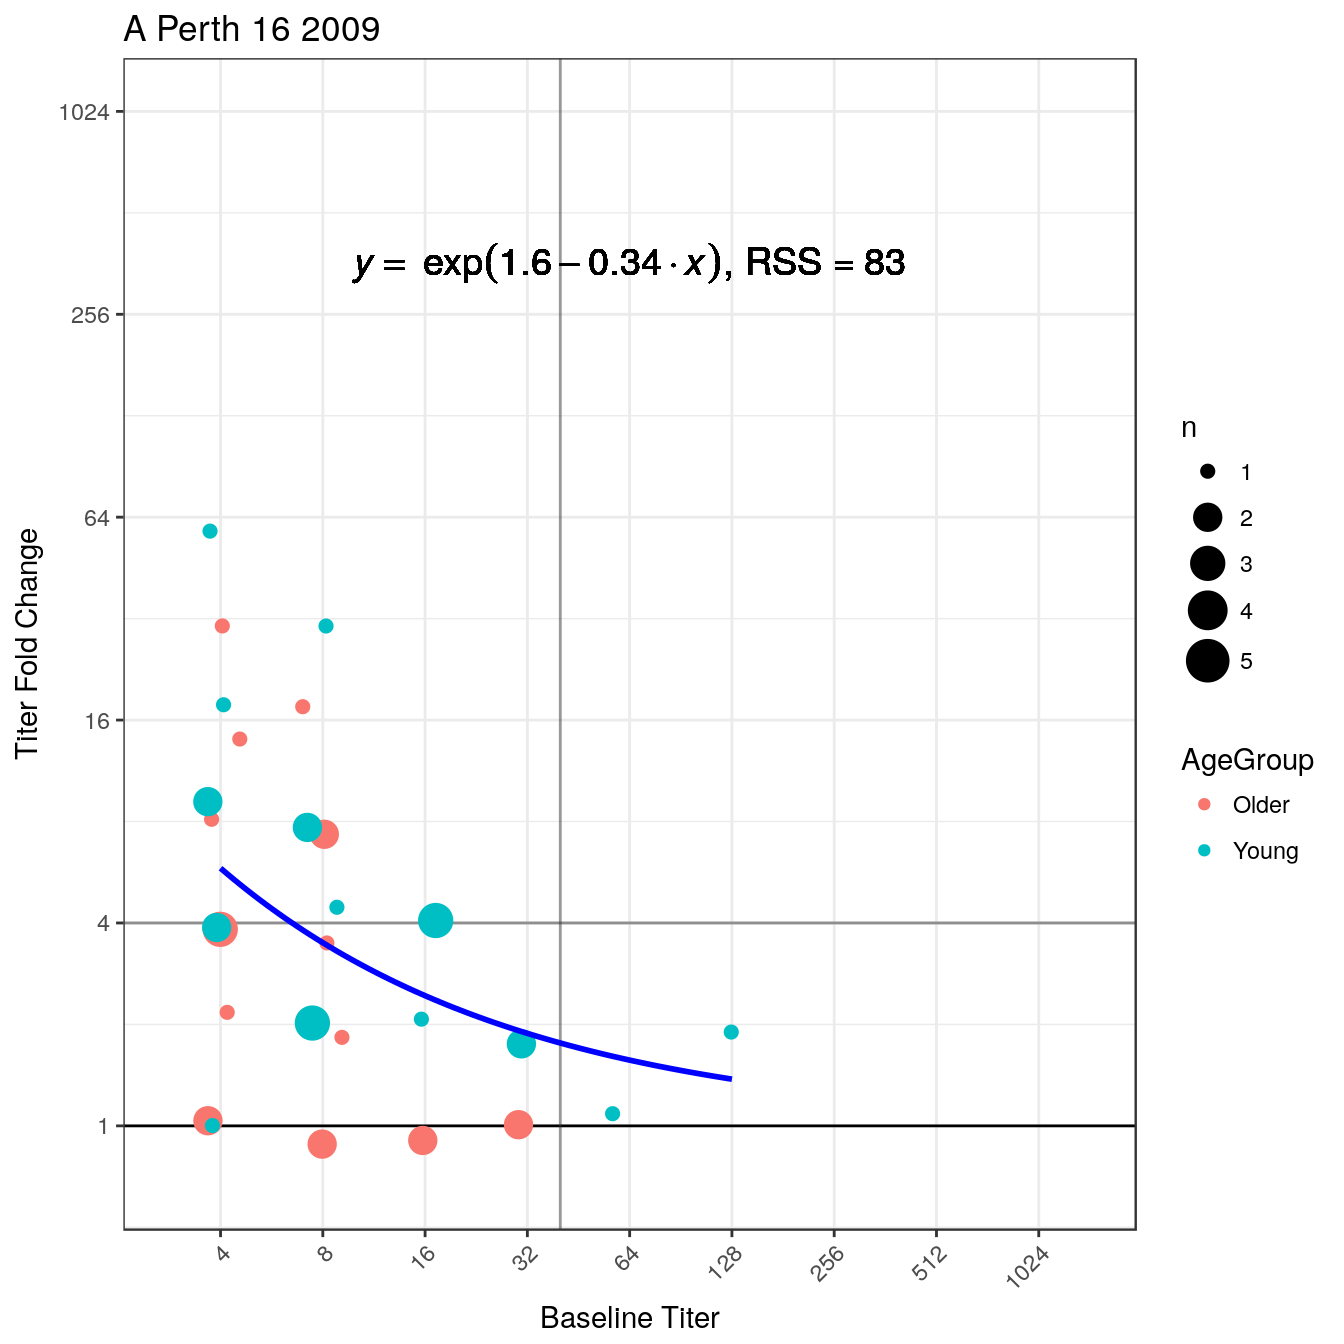 A Perth 16 2009
1024
256
64
16
4
1
Titer Fold Change
y = exp(1.6 − 0.34 · x), RSS = 83
4
8
16
32
64
128
256
512
1024
Baseline Titer
n
1
2
3
4
5
AgeGroup
Older
Young